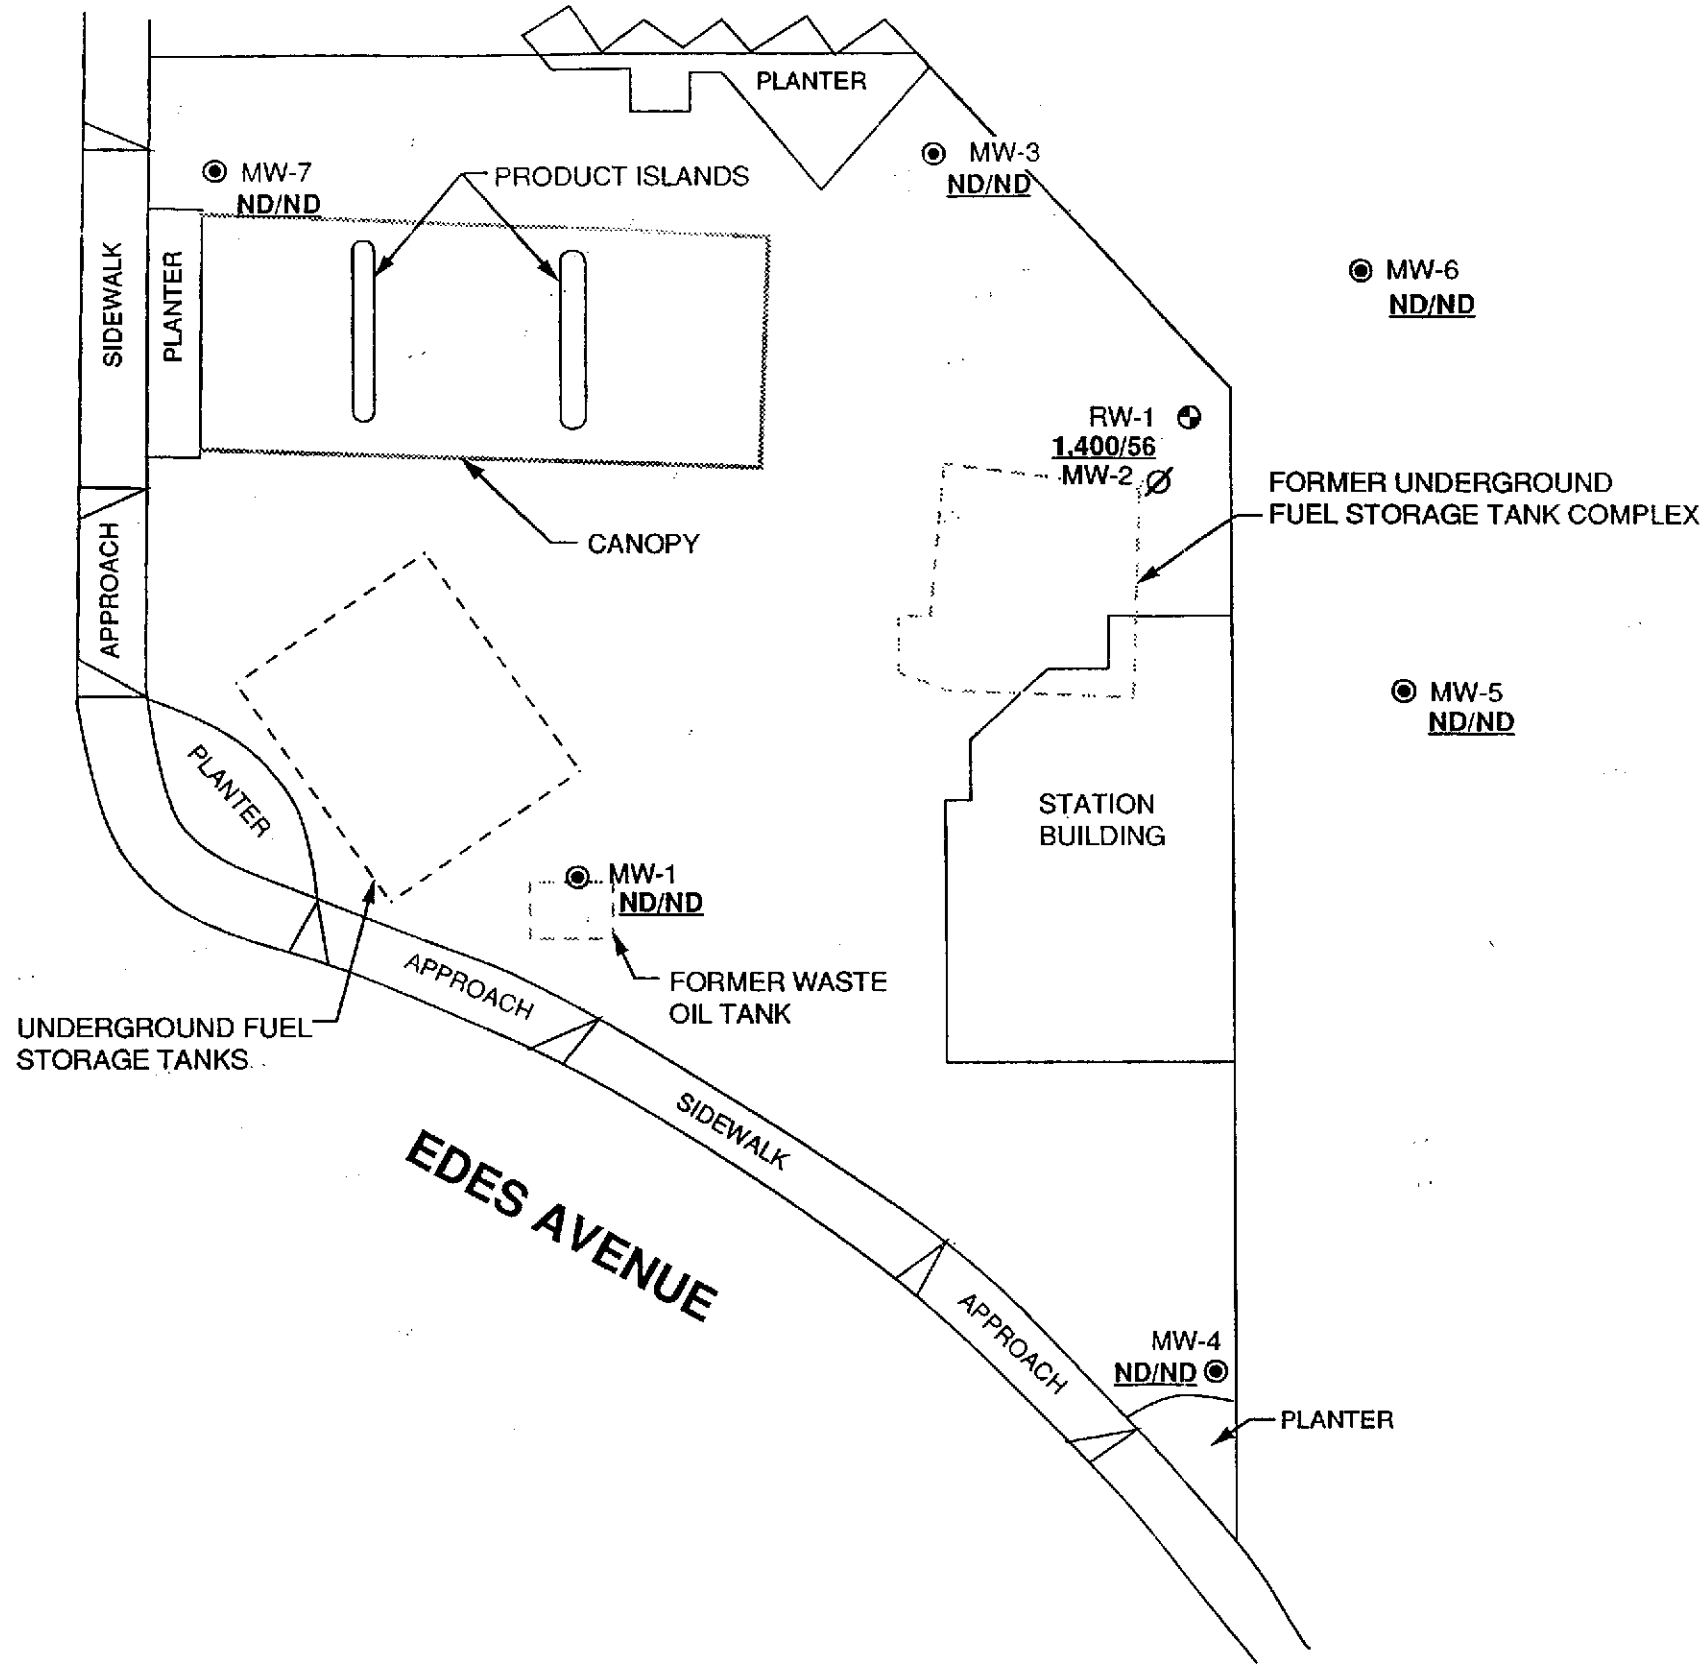 PLANTER
MW-3
ND/ND
MW-7
ND/ND
PRODUCT ISLANDS
SIDEWALK
PLANTER
MW-6
ND/ND
RW-1
1,400/56
MW-2
FORMER UNDERGROUND
FUEL STORAGE TANK COMPLEX
CANOPY
APPROACH
MW-5
ND/ND
PLANTER
STATION
BUILDING
MW-1
ND/ND
APPROACH
FORMER WASTE
OIL TANK
UNDERGROUND FUEL
STORAGE TANKS
SIDEWALK
EDES AVENUE
APPROACH
MW-4
ND/ND
PLANTER